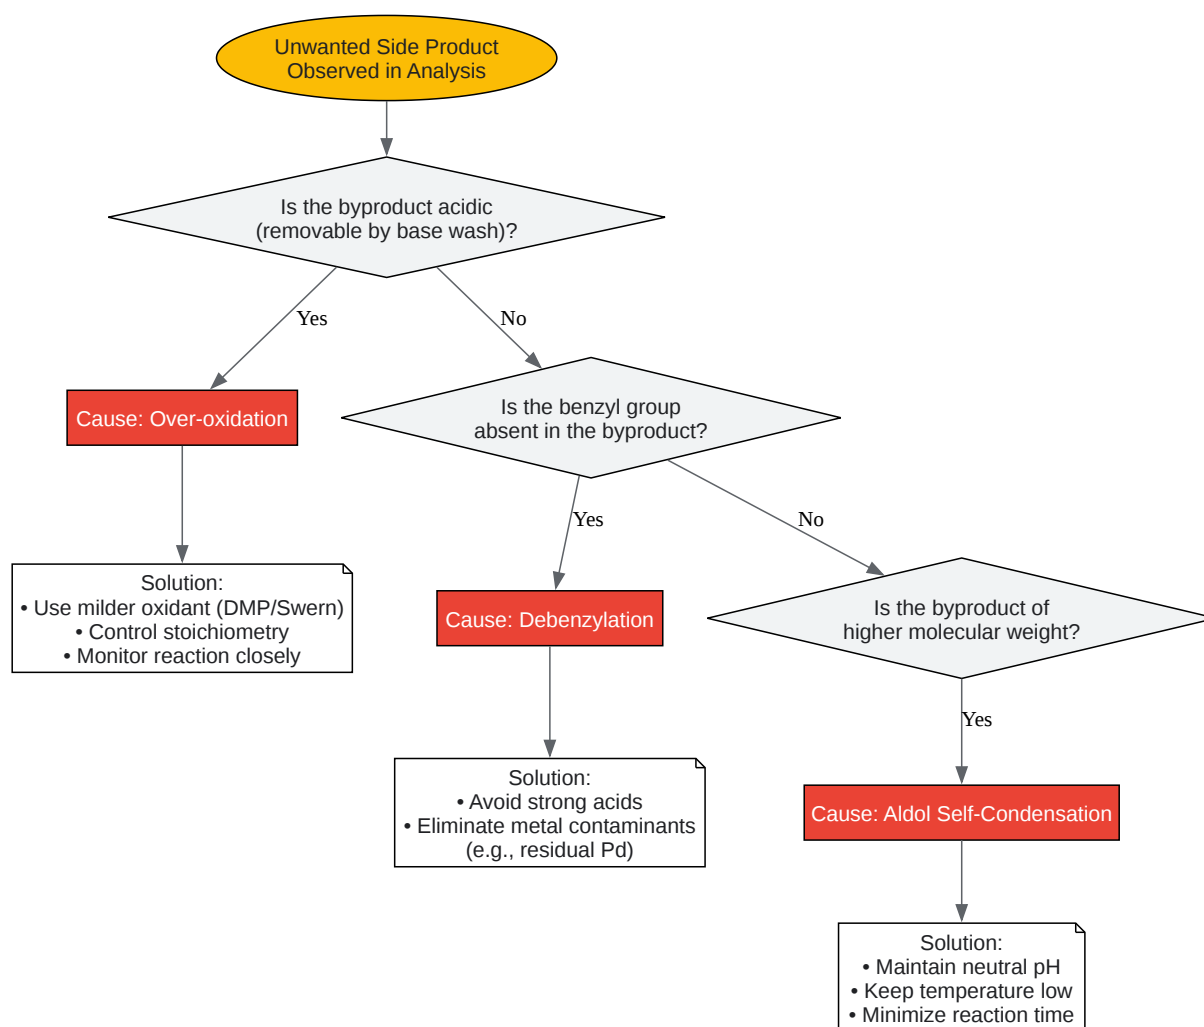 Unwanted Side Product
Observed in Analysis
Is the byproduct acidic
(removable by base wash)?
Yes
No
Cause: Over-oxidation
Is the benzyl group
absent in the byproduct?
Yes
No
Solution:
• Use milder oxidant (DMP/Swern)
• Control stoichiometry
• Monitor reaction closely
Cause: Debenzylation
Is the byproduct of
higher molecular weight?
Yes
Solution:
• Avoid strong acids
• Eliminate metal contaminants
(e.g., residual Pd)
Cause: Aldol Self-Condensation
Solution:
• Maintain neutral pH
• Keep temperature low
• Minimize reaction time